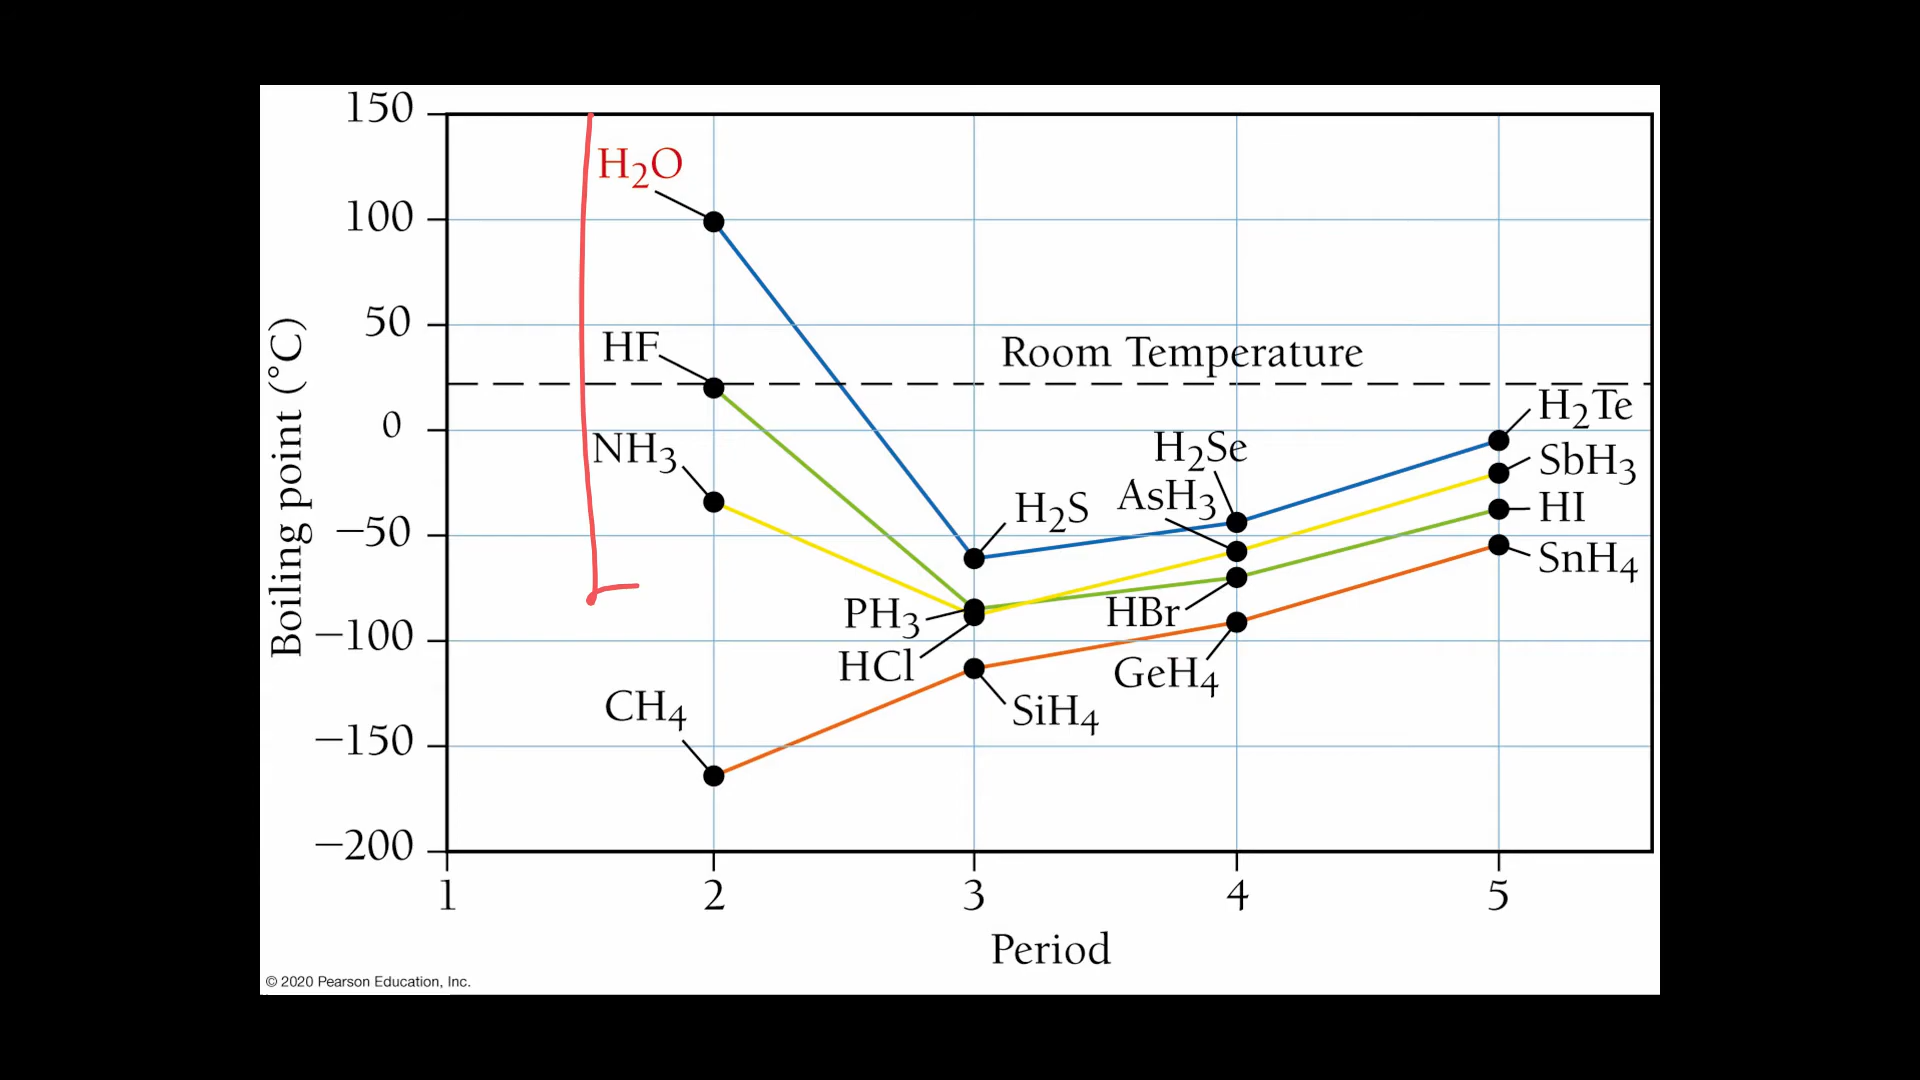 150
H₂O
100
50
HF
Room Temperature
Boiling point (°C)
0
H₂Te
NH₃
H₂Se
SbH₃
AsH₃
H₂S
HI
−50
SnH₄
PH₃
HBr
−100
HCl
GeH₄
CH₄
SiH₄
−150
−200
1 2 3 4 5
Period
© 2020 Pearson Education, Inc.